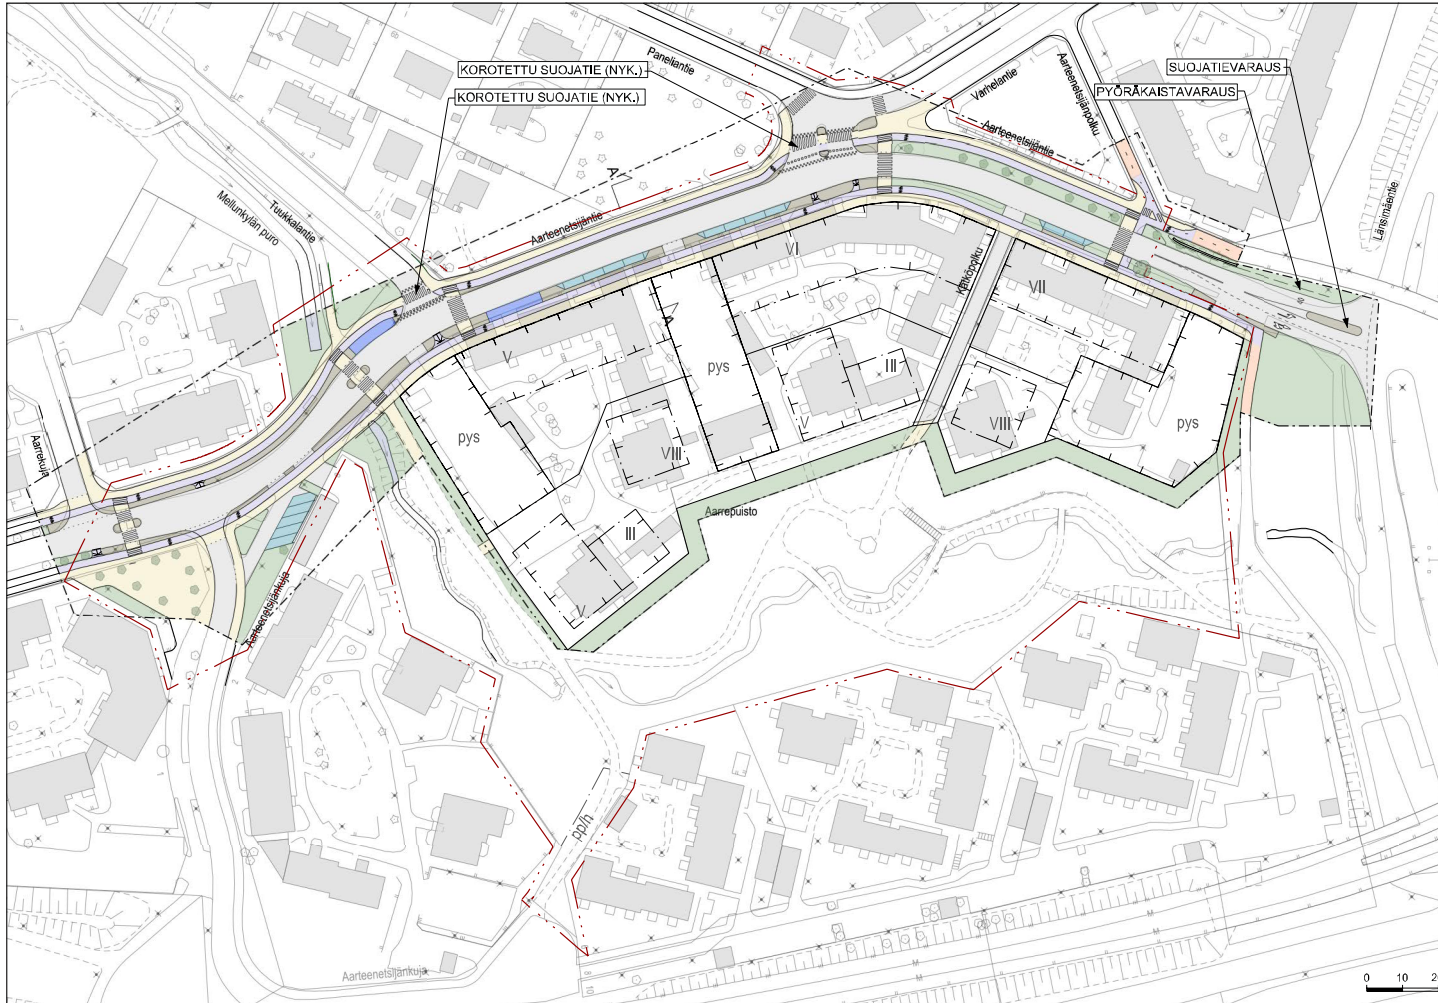 KOROTETTU SUOJATIE (NYK.)
KOROTETTU SUOJATIE (NYK.)
SUOJATIEVARAUS
PYÖRÄKAISTAVARAUS
Paneliantie
Varhelantie
Aarteenetsijänpolku
Aarteenetsijäntie
Länsimäentie
Tuukkalantie
Mellunkylän puro
Aarteenetsijäntie
A
A
Aarrekuja
Kätköpolku
VI
VII
V
pys
III
pys
V
VIII
VIII
pys
Aarrepuisto
III
V
Aarteenetsijänkuja
pp/h
Aarteenetsijänkuja
M
M
M
0 10